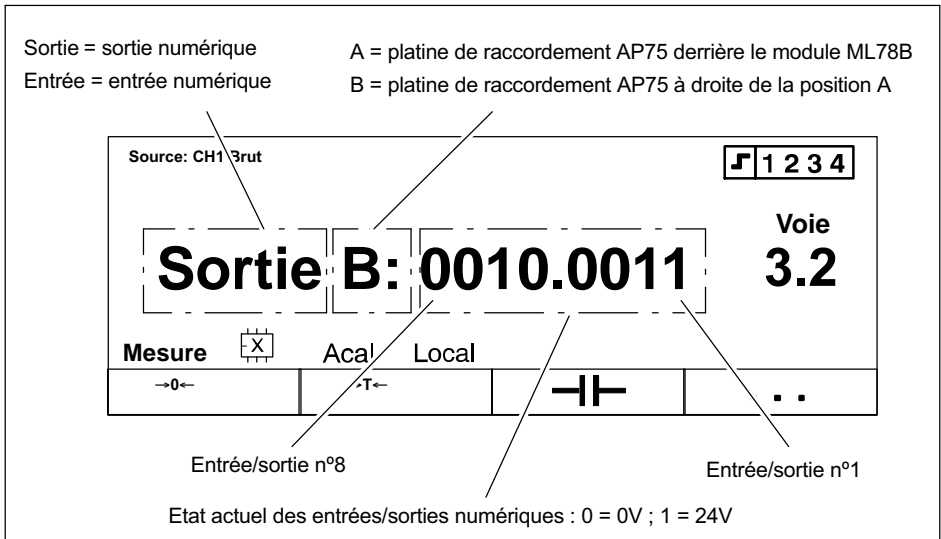 Sortie = sortie numérique
Entrée = entrée numérique
A = platine de raccordement AP75 derrière le module ML78B
B = platine de raccordement AP75 à droite de la position A
Source: CH1 Brut
1 2 3 4
Voie
3.2
Sortie B: 0010.0011
Mesure X Acal Local
→0← →T← . .
Entrée/sortie nº8
Entrée/sortie nº1
Etat actuel des entrées/sorties numériques : 0 = 0V ; 1 = 24V